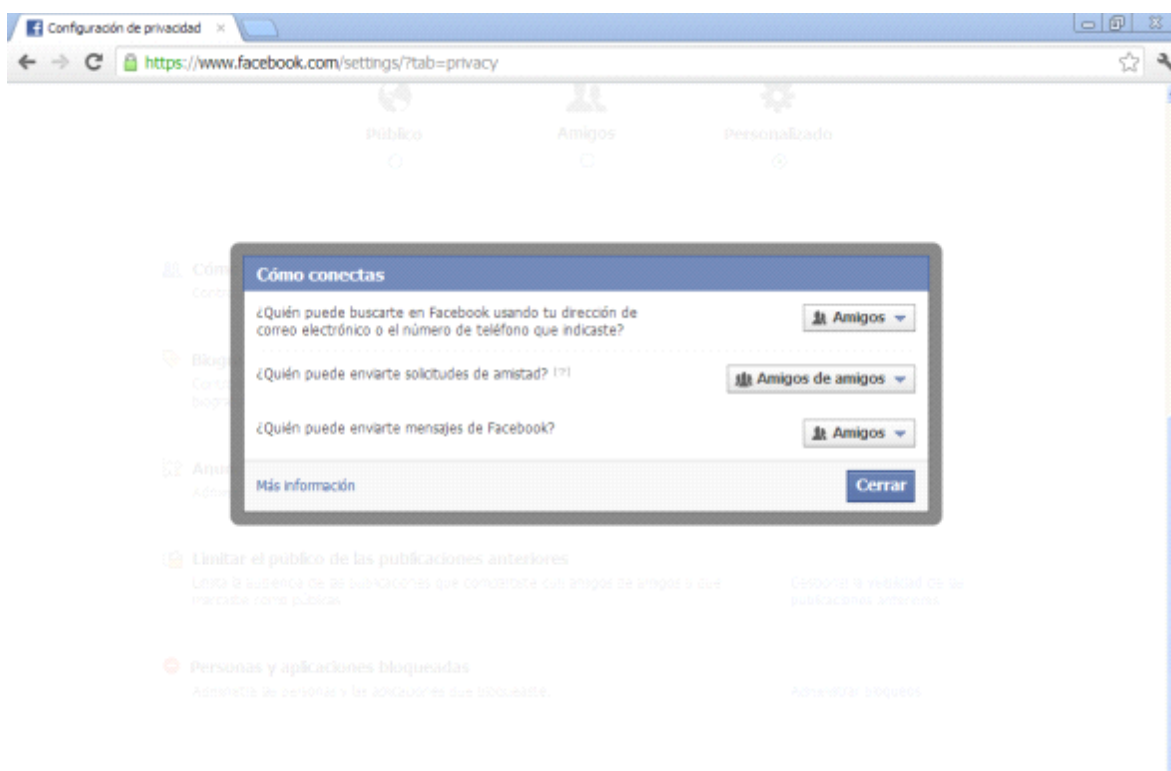 Configuración de privacidad
https://www.facebook.com/settings/?tab=privacy
Público
Amigos
Personalizado
Cómo
Cómo conectas
¿Quién puede buscarte en Facebook usando tu dirección de
correo electrónico o el número de teléfono que indicaste?
Amigos
¿Quién puede enviarte solicitudes de amistad? [?]
Amigos de amigos
¿Quién puede enviarte mensajes de Facebook?
Amigos
Más información
Cerrar
Limitar el público de las publicaciones anteriores
Personas y aplicaciones bloqueadas